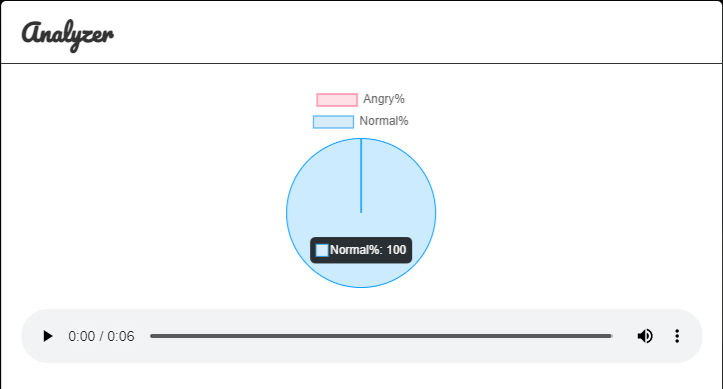 Analyzer
Angry%
Normal%
Normal%: 100
0:00 / 0:06